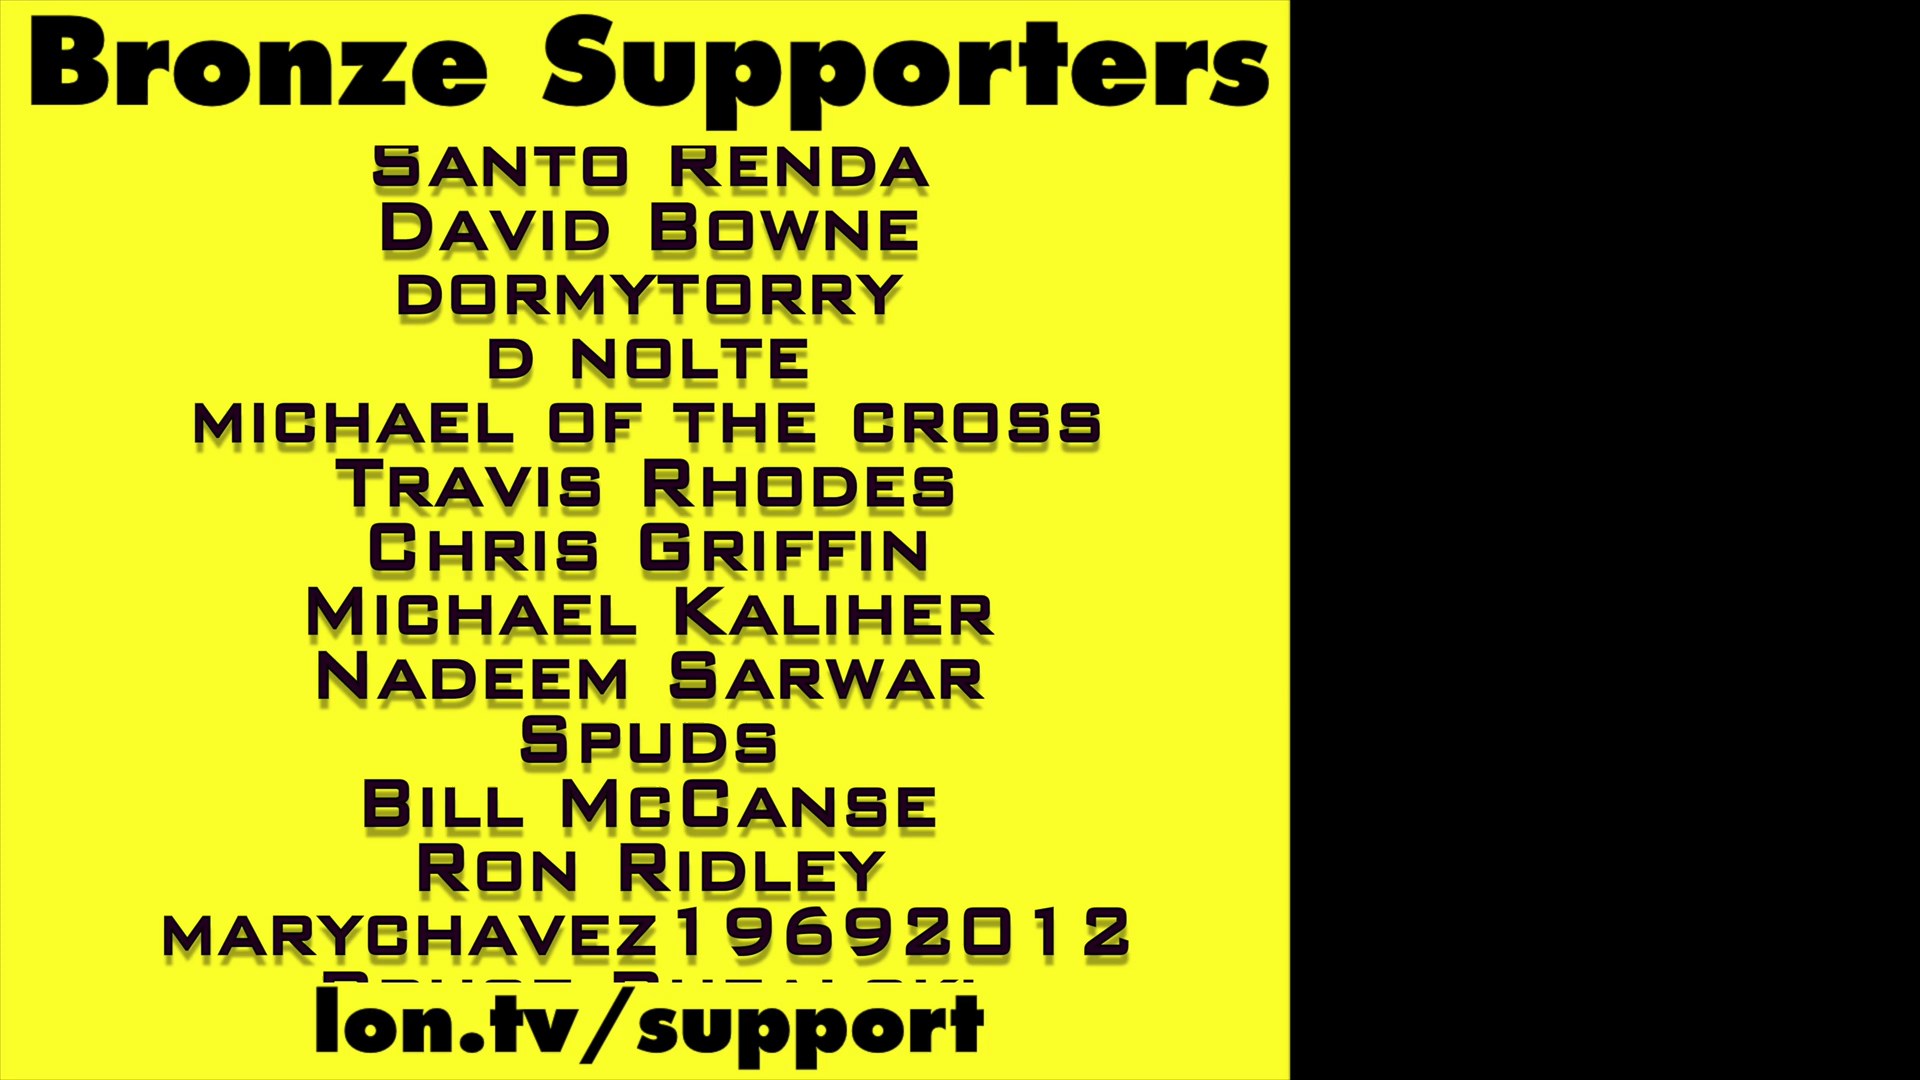 Bronze Supporters
Santo Renda
David Bowne
dormytorry
d nolte
michael of the cross
Travis Rhodes
Chris Griffin
Michael Kaliher
Nadeem Sarwar
Spuds
Bill McCanse
Ron Ridley
marychavez19692012
lon.tv/support